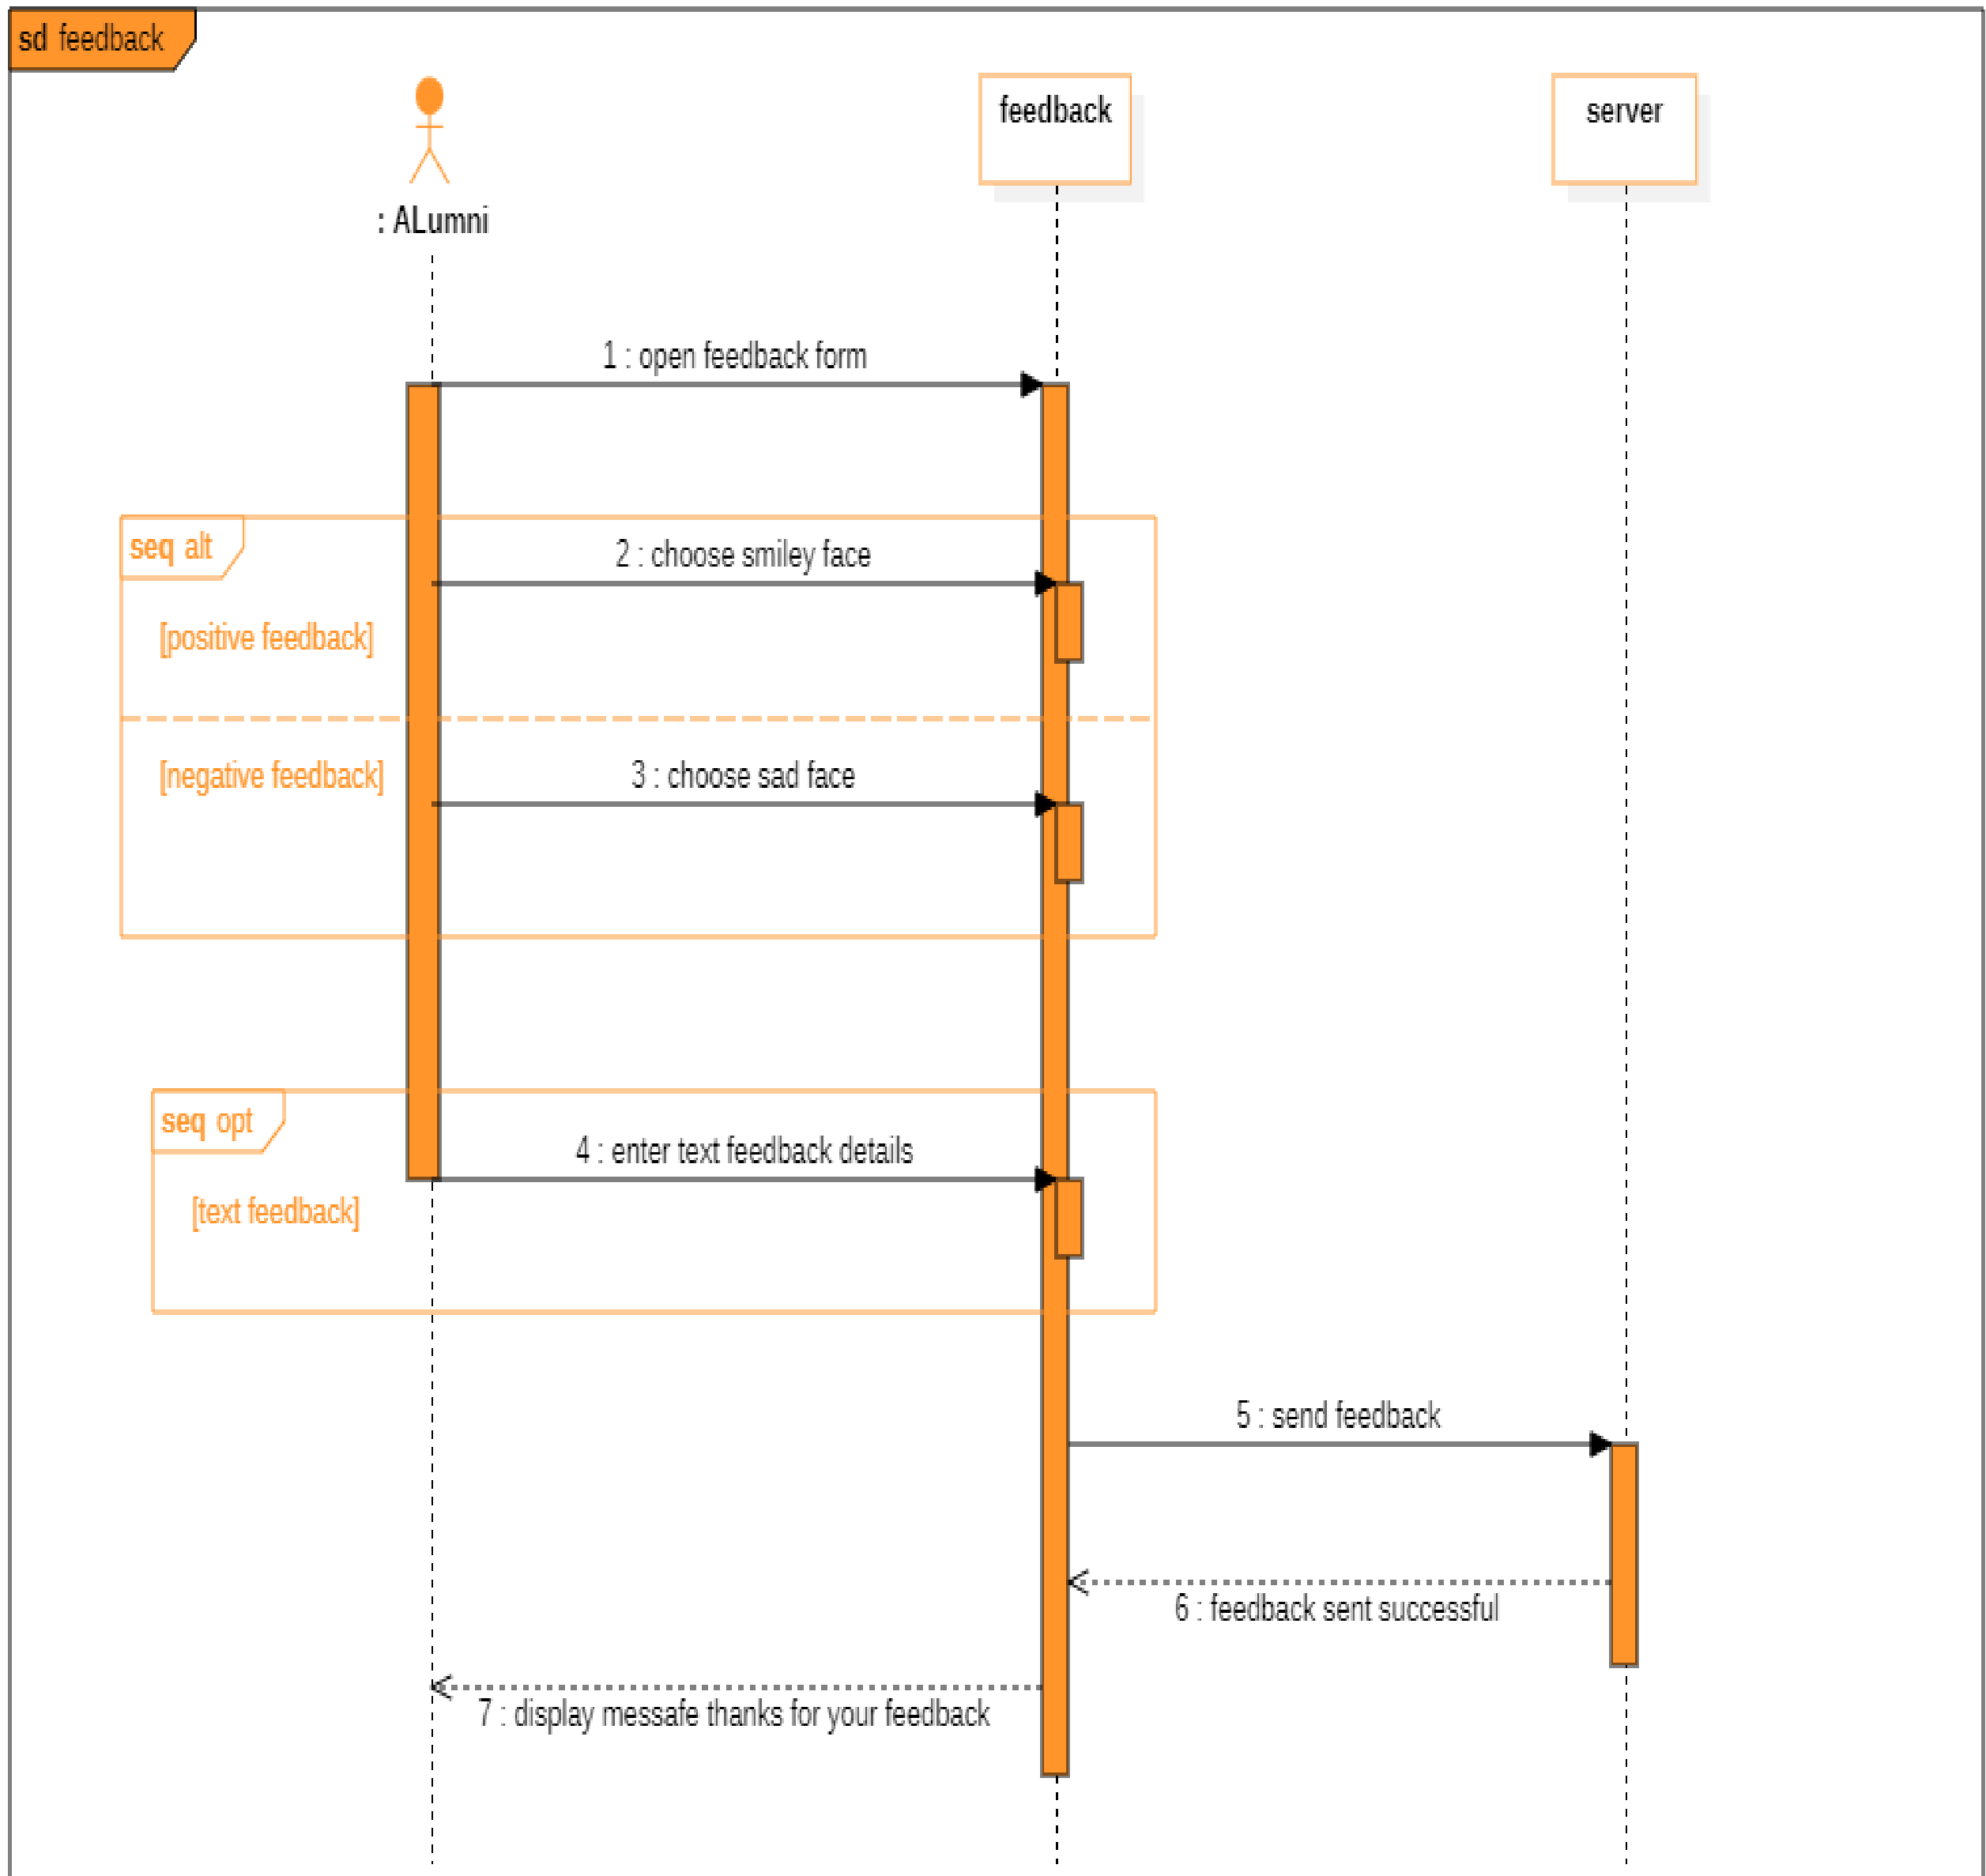 sd feedback
feedback
server
: ALumni
1 : open feedback form
seq alt
2 : choose smiley face
[positive feedback]
[negative feedback]
3 : choose sad face
seq opt
4 : enter text feedback details
[text feedback]
5 : send feedback
6 : feedback sent successful
7 : display messafe thanks for your feedback